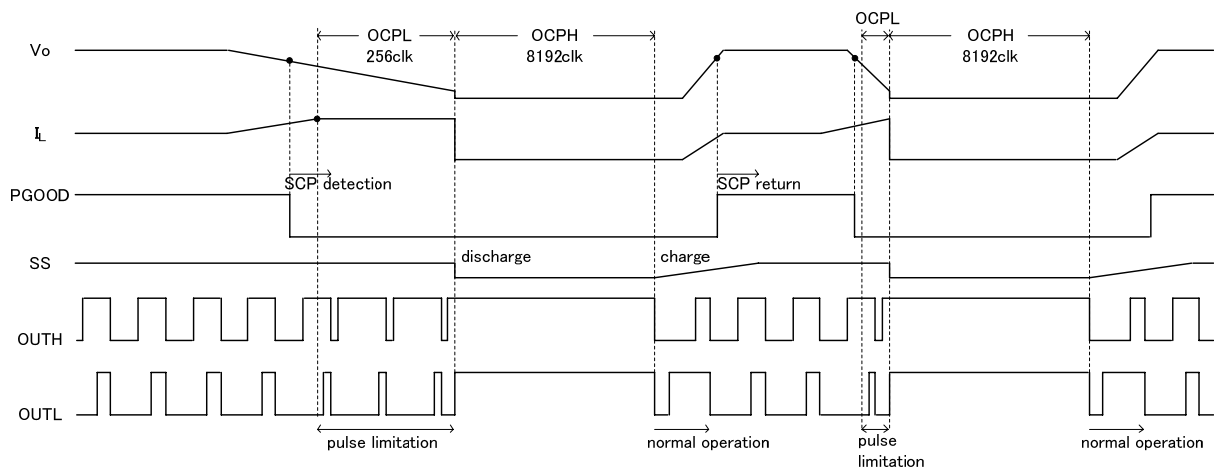 OCPL
OCPL
OCPH
OCPH
256clk
8192clk
8192clk
Vo
IL
SCP detection
SCP return
PGOOD
SS
discharge
charge
OUTH
OUTL
pulse limitation
normal operation
pulse
limitation
normal operation